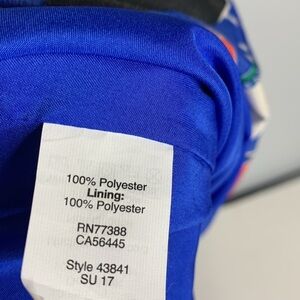 100% Polyester
Lining:
100% Polyester
RN77388
CA56445
Style 43841
SU 17